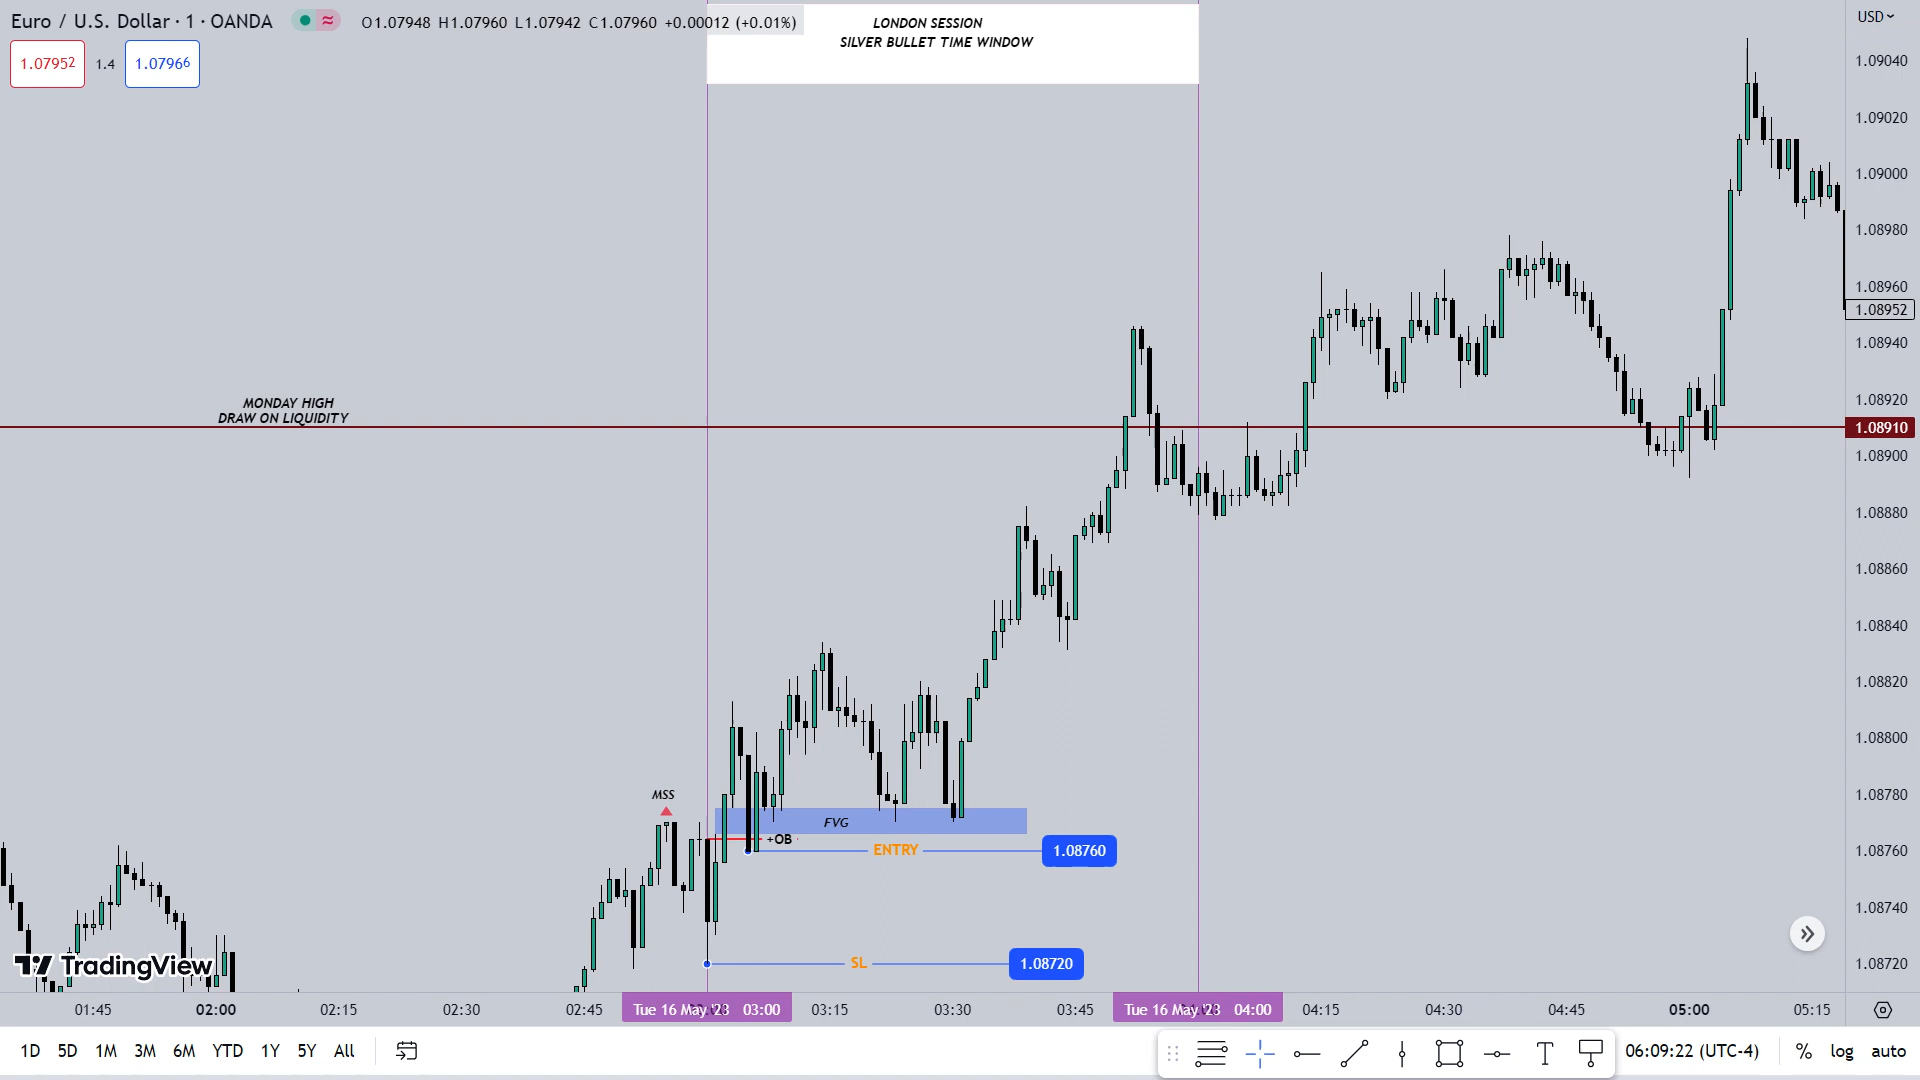 Euro / U.S. Dollar · 1 · OANDA
O1.07948 H1.07960 L1.07942 C1.07960 +0.00012 (+0.01%)
1.07952 1.4 1.07966
LONDON SESSION
SILVER BULLET TIME WINDOW
USD
1.09040
1.09020
1.09000
1.08980
1.08960
1.08952
1.08940
1.08920
1.08910
1.08900
1.08880
1.08860
1.08840
1.08820
1.08800
1.08780
1.08760
1.08740
1.08720
MONDAY HIGH
DRAW ON LIQUIDITY
MSS
FVG
+OB
ENTRY 1.08760
SL 1.08720
TradingView
01:45 02:00 02:15 02:30 02:45 Tue 16 May '23 03:00 03:15 03:30 03:45 Tue 16 May '23 04:00 04:15 04:30 04:45 05:00 05:15
1D 5D 1M 3M 6M YTD 1Y 5Y All
06:09:22 (UTC-4) % log auto